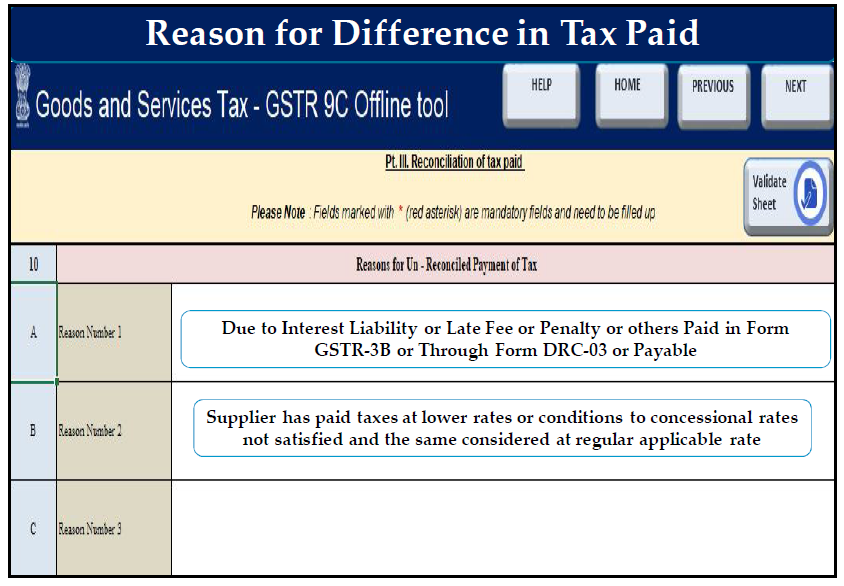 Reason for Difference in Tax Paid
Goods and Services Tax - GSTR 9C Offline tool
HELP
HOME
PREVIOUS
NEXT
Pt. III. Reconciliation of tax paid
Please Note : Fields marked with * (red asterisk) are mandatory fields and need to be filled up
Validate
Sheet
10 Reasons for Un - Reconciled Payment of Tax
A Reason Number 1
Due to Interest Liability or Late Fee or Penalty or others Paid in Form
GSTR-3B or Through Form DRC-03 or Payable
B Reason Number 2
Supplier has paid taxes at lower rates or conditions to concessional rates
not satisfied and the same considered at regular applicable rate
C Reason Number 3